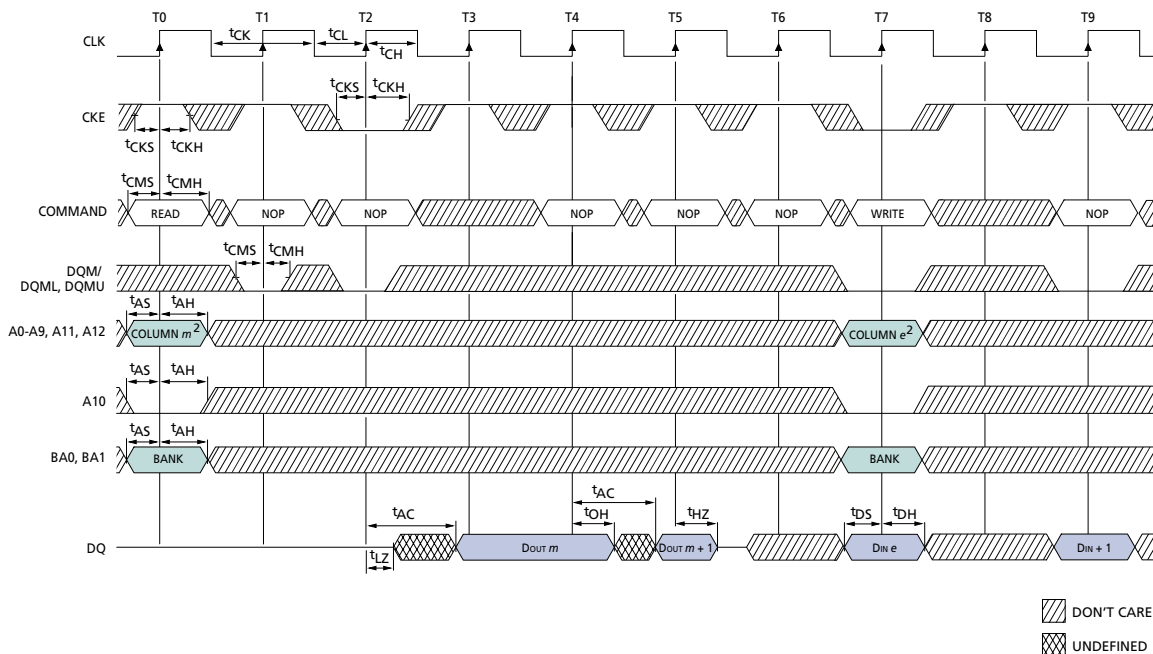 T0 T1 T2 T3 T4 T5 T6 T7 T8 T9
CLK
tCK tCL
tCH
tCKS tCKH
CKE
tCKS tCKH
tCMS tCMH
COMMAND READ NOP NOP NOP NOP NOP WRITE NOP
tCMS tCMH
DQM/
DQML, DQMU
tAS tAH
A0-A9, A11, A12 COLUMN m2 COLUMN e2
tAS tAH
A10
tAS tAH
BA0, BA1 BANK BANK
tAC
tAC tOH tHZ tDS tDH
DQ DOUT m DOUT m + 1 DIN e DIN + 1
tLZ
DON'T CARE
UNDEFINED